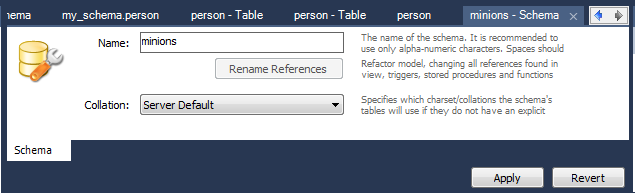 ema my_schema.person person - Table person - Table person minions - Schema
Name: minions
The name of the schema. It is recommended to
use only alpha-numeric characters. Spaces should
Rename References
Refactor model, changing all references found in
view, triggers, stored procedures and functions
Collation: Server Default
Specifies which charset/collations the schema's
tables will use if they do not have an explicit
Schema
Apply Revert